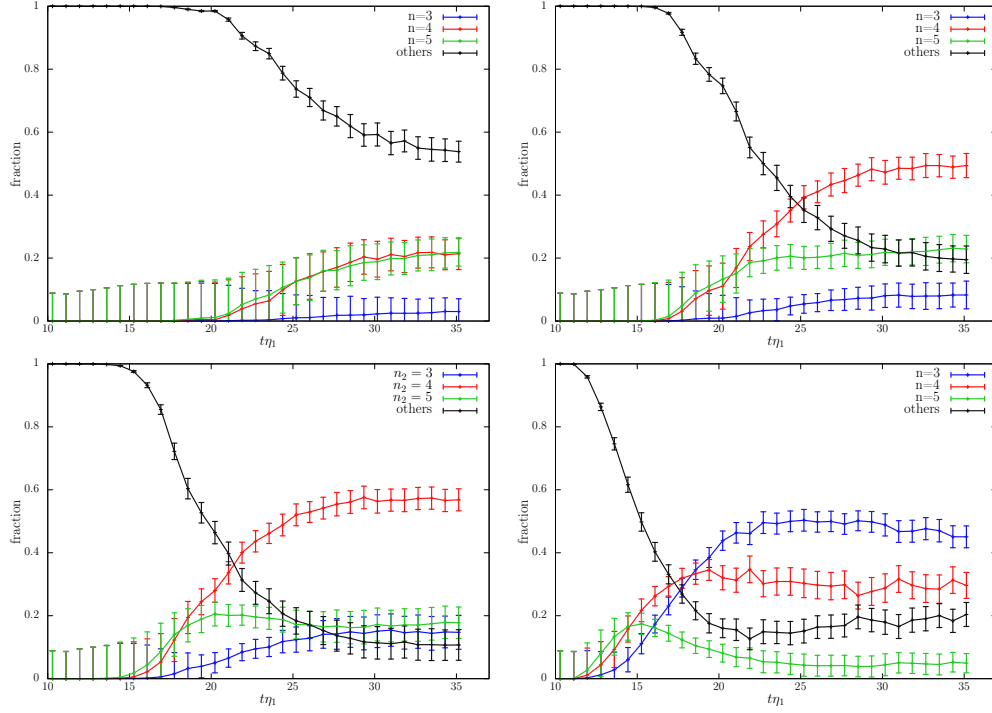 1
0.8
0.6
0.4
0.2
0
fraction
10 15 20 25 30 35
tη₁
n=3
n=4
n=5
others
1
0.8
0.6
0.4
0.2
0
fraction
10 15 20 25 30 35
tη₁
n=3
n=4
n=5
others
1
0.8
0.6
0.4
0.2
0
fraction
10 15 20 25 30 35
tη₁
n₂ = 3
n₂ = 4
n₂ = 5
others
1
0.8
0.6
0.4
0.2
0
fraction
10 15 20 25 30 35
tη₁
n=3
n=4
n=5
others